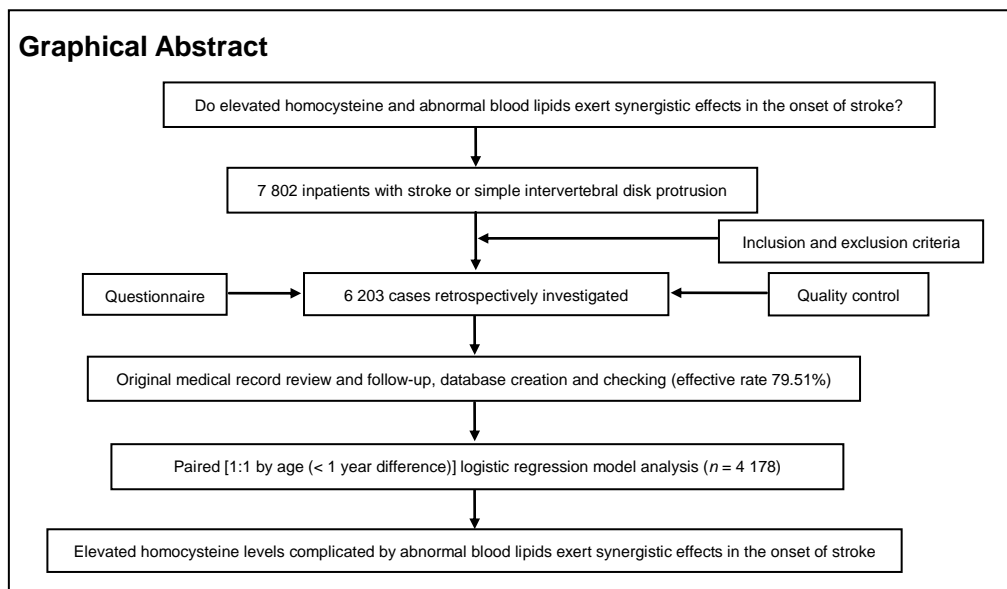 Graphical Abstract
Do elevated homocysteine and abnormal blood lipids exert synergistic effects in the onset of stroke?
7 802 inpatients with stroke or simple intervertebral disk protrusion
Inclusion and exclusion criteria
Questionnaire
6 203 cases retrospectively investigated
Quality control
Original medical record review and follow-up, database creation and checking (effective rate 79.51%)
Paired [1:1 by age (< 1 year difference)] logistic regression model analysis (n = 4 178)
Elevated homocysteine levels complicated by abnormal blood lipids exert synergistic effects in the onset of stroke